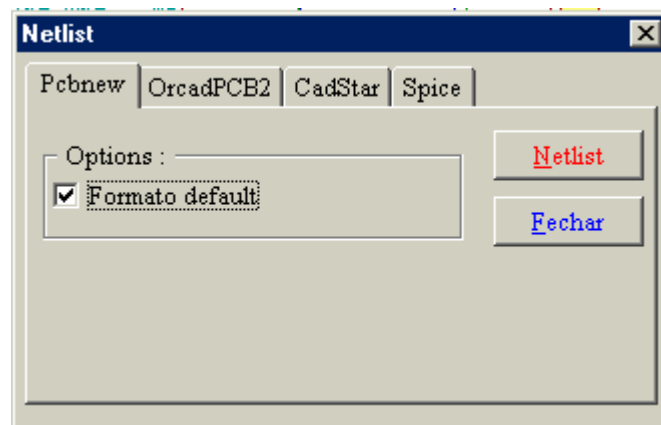 Netlist
Pcbnew OrcadPCB2 CadStar Spice
Options :
Netlist
Formato default
Fechar